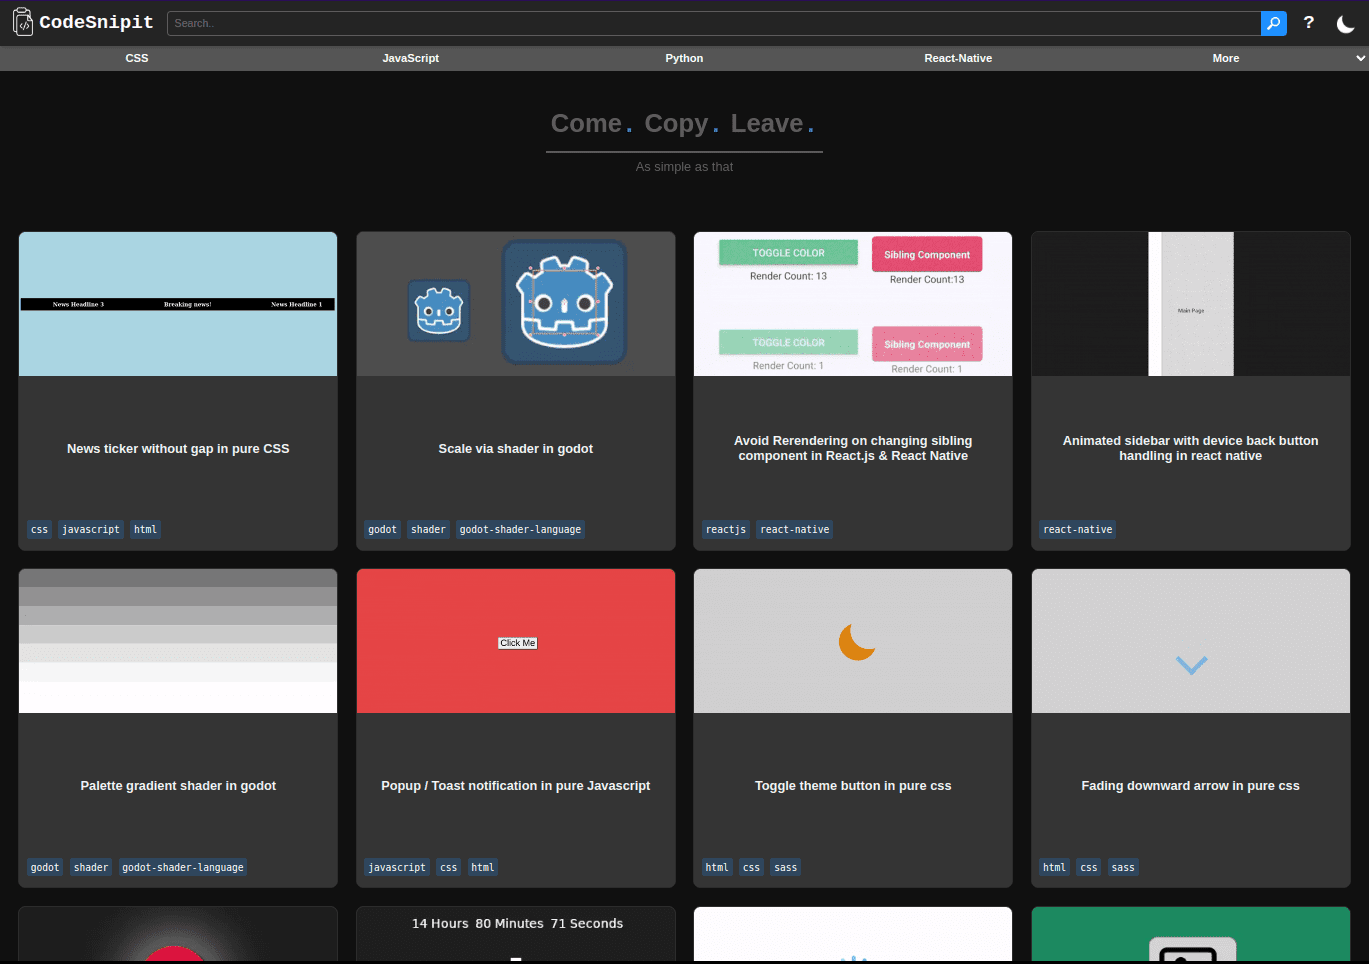 CodeSnipit
Search..
?
CSS
JavaScript
Python
React-Native
More
Come. Copy. Leave.
As simple as that
News Headline 3
Breaking news!
News Headline 1
TOGGLE COLOR
Sibling Component
Render Count: 13
Render Count:13
TOGGLE COLOR
Sibling Component
Render Count: 1
Render Count: 1
Main Page
News ticker without gap in pure CSS
Scale via shader in godot
Avoid Rerendering on changing sibling
component in React.js & React Native
Animated sidebar with device back button
handling in react native
css javascript html
godot shader godot-shader-language
reactjs react-native
react-native
Click Me
Palette gradient shader in godot
Popup / Toast notification in pure Javascript
Toggle theme button in pure css
Fading downward arrow in pure css
godot shader godot-shader-language
javascript css html
html css sass
html css sass
14 Hours 80 Minutes 71 Seconds